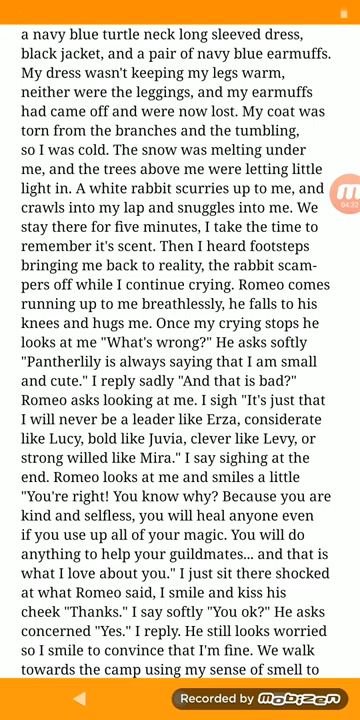 a navy blue turtle neck long sleeved dress,
black jacket, and a pair of navy blue earmuffs.
My dress wasn't keeping my legs warm,
neither were the leggings, and my earmuffs
had came off and were now lost. My coat was
torn from the branches and the tumbling,
so I was cold. The snow was melting under
me, and the trees above me were letting little
light in. A white rabbit scurries up to me, and
crawls into my lap and snuggles into me. We
stay there for five minutes, I take the time to
remember it's scent. Then I heard footsteps
bringing me back to reality, the rabbit scam-
pers off while I continue crying. Romeo comes
running up to me breathlessly, he falls to his
knees and hugs me. Once my crying stops he
looks at me "What's wrong?" He asks softly
"Pantherlily is always saying that I am small
and cute." I reply sadly "And that is bad?"
Romeo asks looking at me. I sigh "It's just that
I will never be a leader like Erza, considerate
like Lucy, bold like Juvia, clever like Levy, or
strong willed like Mira." I say sighing at the
end. Romeo looks at me and smiles a little
"You're right! You know why? Because you are
kind and selfless, you will heal anyone even
if you use up all of your magic. You will do
anything to help your guildmates... and that is
what I love about you." I just sit there shocked
at what Romeo said, I smile and kiss his
cheek "Thanks." I say softly "You ok?" He asks
concerned "Yes." I reply. He still looks worried
so I smile to convince that I'm fine. We walk
towards the camp using my sense of smell to
m
04:32
Recorded by mobizen